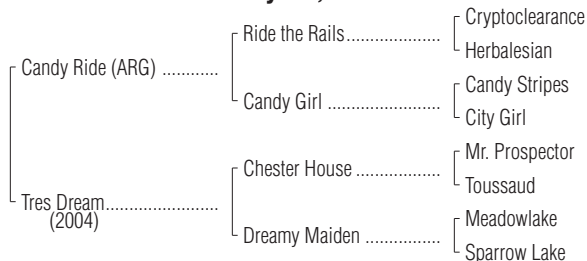 Cryptoclearance
Ride the Rails
Herbalesian
Candy Ride (ARG)
Candy Stripes
Candy Girl
City Girl
Mr. Prospector
Chester House
Toussaud
Tres Dream
(2004)
Meadowlake
Dreamy Maiden
Sparrow Lake